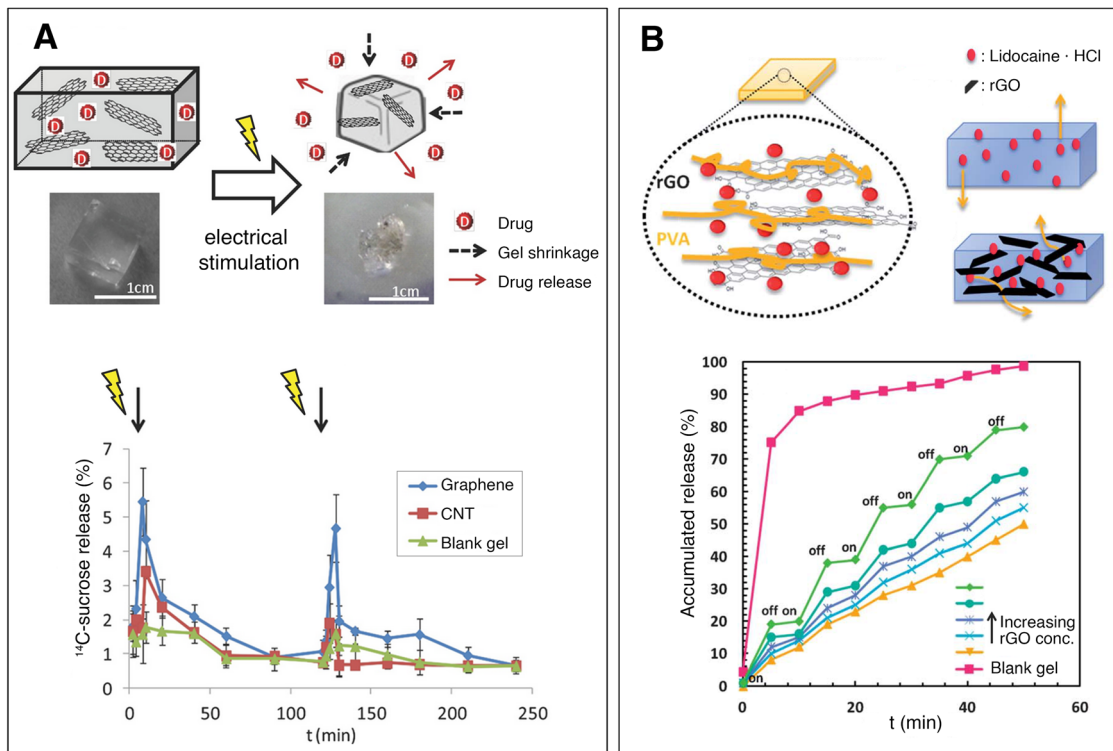 A
D D D D D D
D D D D D D D D
electrical
stimulation
1cm
1cm
D Drug
Gel shrinkage
Drug release
¹⁴C-sucrose release (%)
7
6
5
4
3
2
1
0
0 50 100 150 200 250
t (min)
Graphene
CNT
Blank gel
B
: Lidocaine · HCl
: rGO
rGO
PVA
Accumulated release (%)
100
90
80
70
60
50
40
30
20
10
0
on
off on
off
on
off
on
off
on
off
Increasing
rGO conc.
Blank gel
0 20 40 60
t (min)